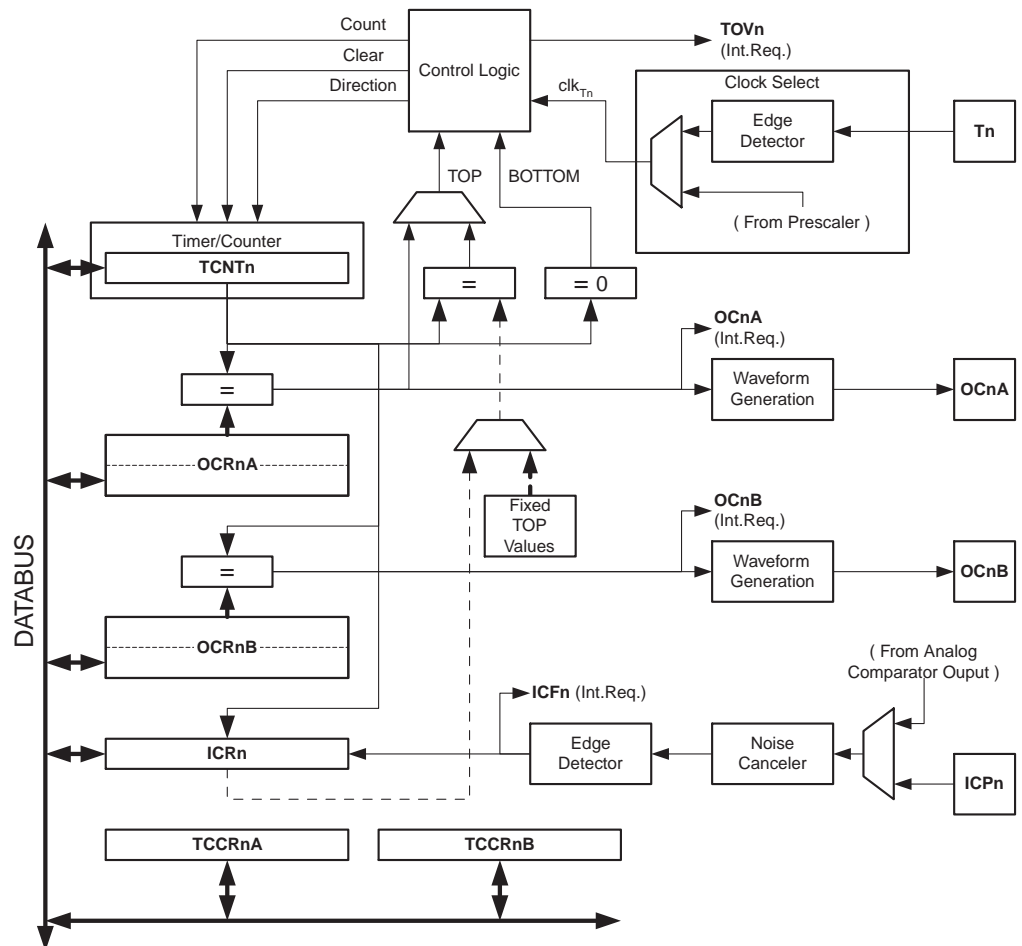 Count
Clear
Direction
Control Logic
TOVn
(Int.Req.)
clkTn
Clock Select
Edge
Detector
Tn
( From Prescaler )
TOP
BOTTOM
Timer/Counter
TCNTn
=
= 0
=
OCRnA
OCnA
(Int.Req.)
Waveform
Generation
OCnA
Fixed
TOP
Values
=
OCRnB
OCnB
(Int.Req.)
Waveform
Generation
OCnB
DATABUS
( From Analog
Comparator Ouput )
ICFn (Int.Req.)
ICRn
Edge
Detector
Noise
Canceler
ICPn
TCCRnA
TCCRnB